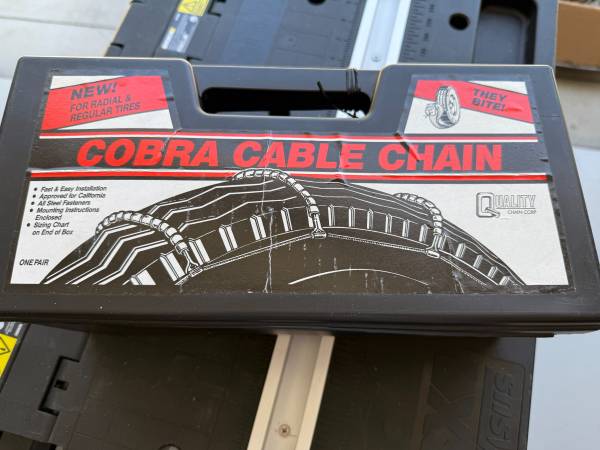 NEW!
FOR RADIAL &
REGULAR TIRES
THEY
BITE!
COBRA CABLE CHAIN
• Fast & Easy Installation
• Approved for California
• All Steel Fasteners
• Mounting Instructions
Enclosed
• Sizing Chart
on End of Box
ONE PAIR
QUALITY
CHAIN CORP.